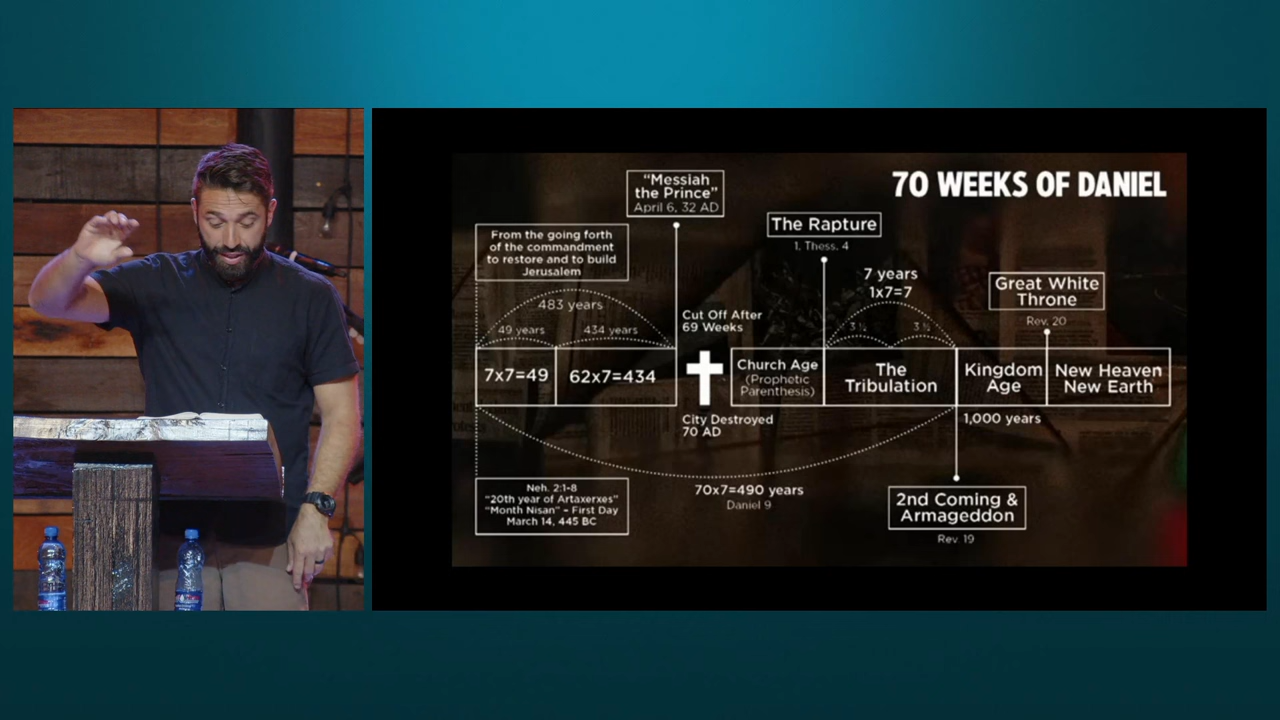 70 WEEKS OF DANIEL
"Messiah
the Prince"
April 6, 32 AD
The Rapture
1, Thess. 4
From the going forth
of the commandment
to restore and to build
Jerusalem
7 years
1x7=7
Great White
Throne
Rev. 20
483 years
49 years
434 years
Cut Off After
69 Weeks
3 ½
3 ½
7x7=49
62x7=434
Church Age
(Prophetic
Parenthesis)
The
Tribulation
Kingdom
Age
New Heaven
New Earth
City Destroyed
70 AD
1,000 years
Neh. 2:1-8
"20th year of Artaxerxes"
"Month Nisan" – First Day
March 14, 445 BC
70x7=490 years
Daniel 9
2nd Coming &
Armageddon
Rev. 19